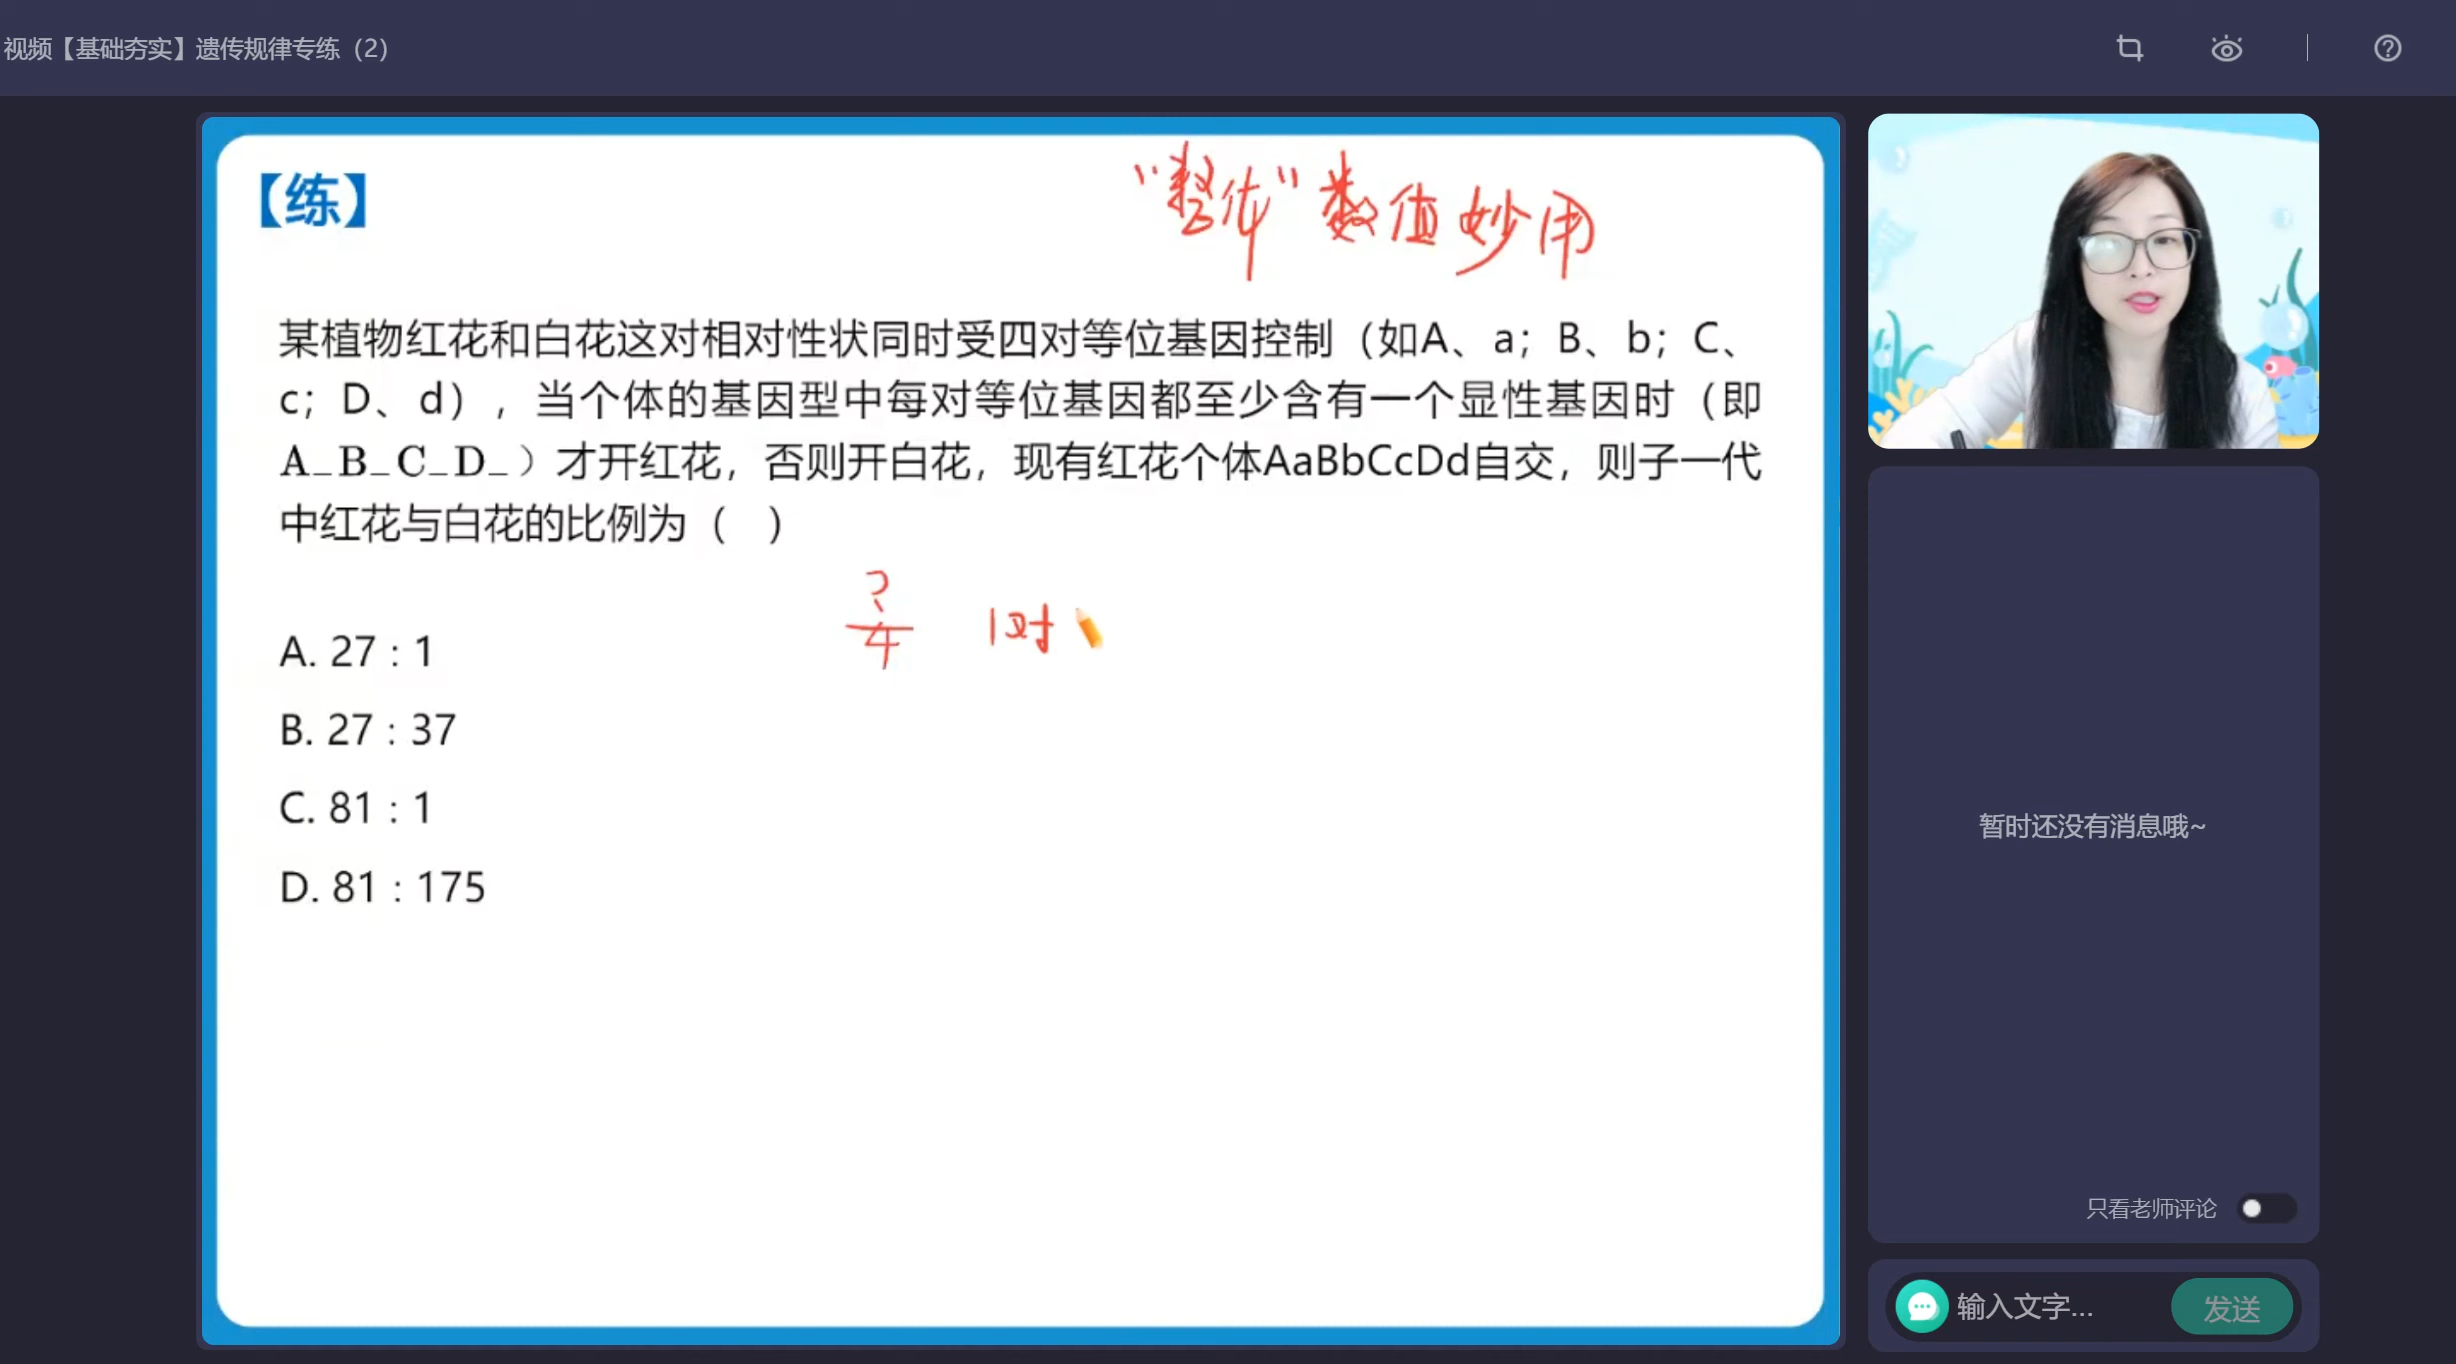 视频【基础夯实】遗传规律专练（2）
【练】
“整体”数值妙用
某植物红花和白花这对相对性状同时受四对等位基因控制（如A、a；B、b；C、
c；D、d），当个体的基因型中每对等位基因都至少含有一个显性基因时（即
A_B_C_D_）才开红花，否则开白花，现有红花个体AaBbCcDd自交，则子一代
中红花与白花的比例为（ ）
?
4
1对
A. 27 : 1
B. 27 : 37
C. 81 : 1
D. 81 : 175
暂时还没有消息哦~
只看老师评论
输入文字...
发送